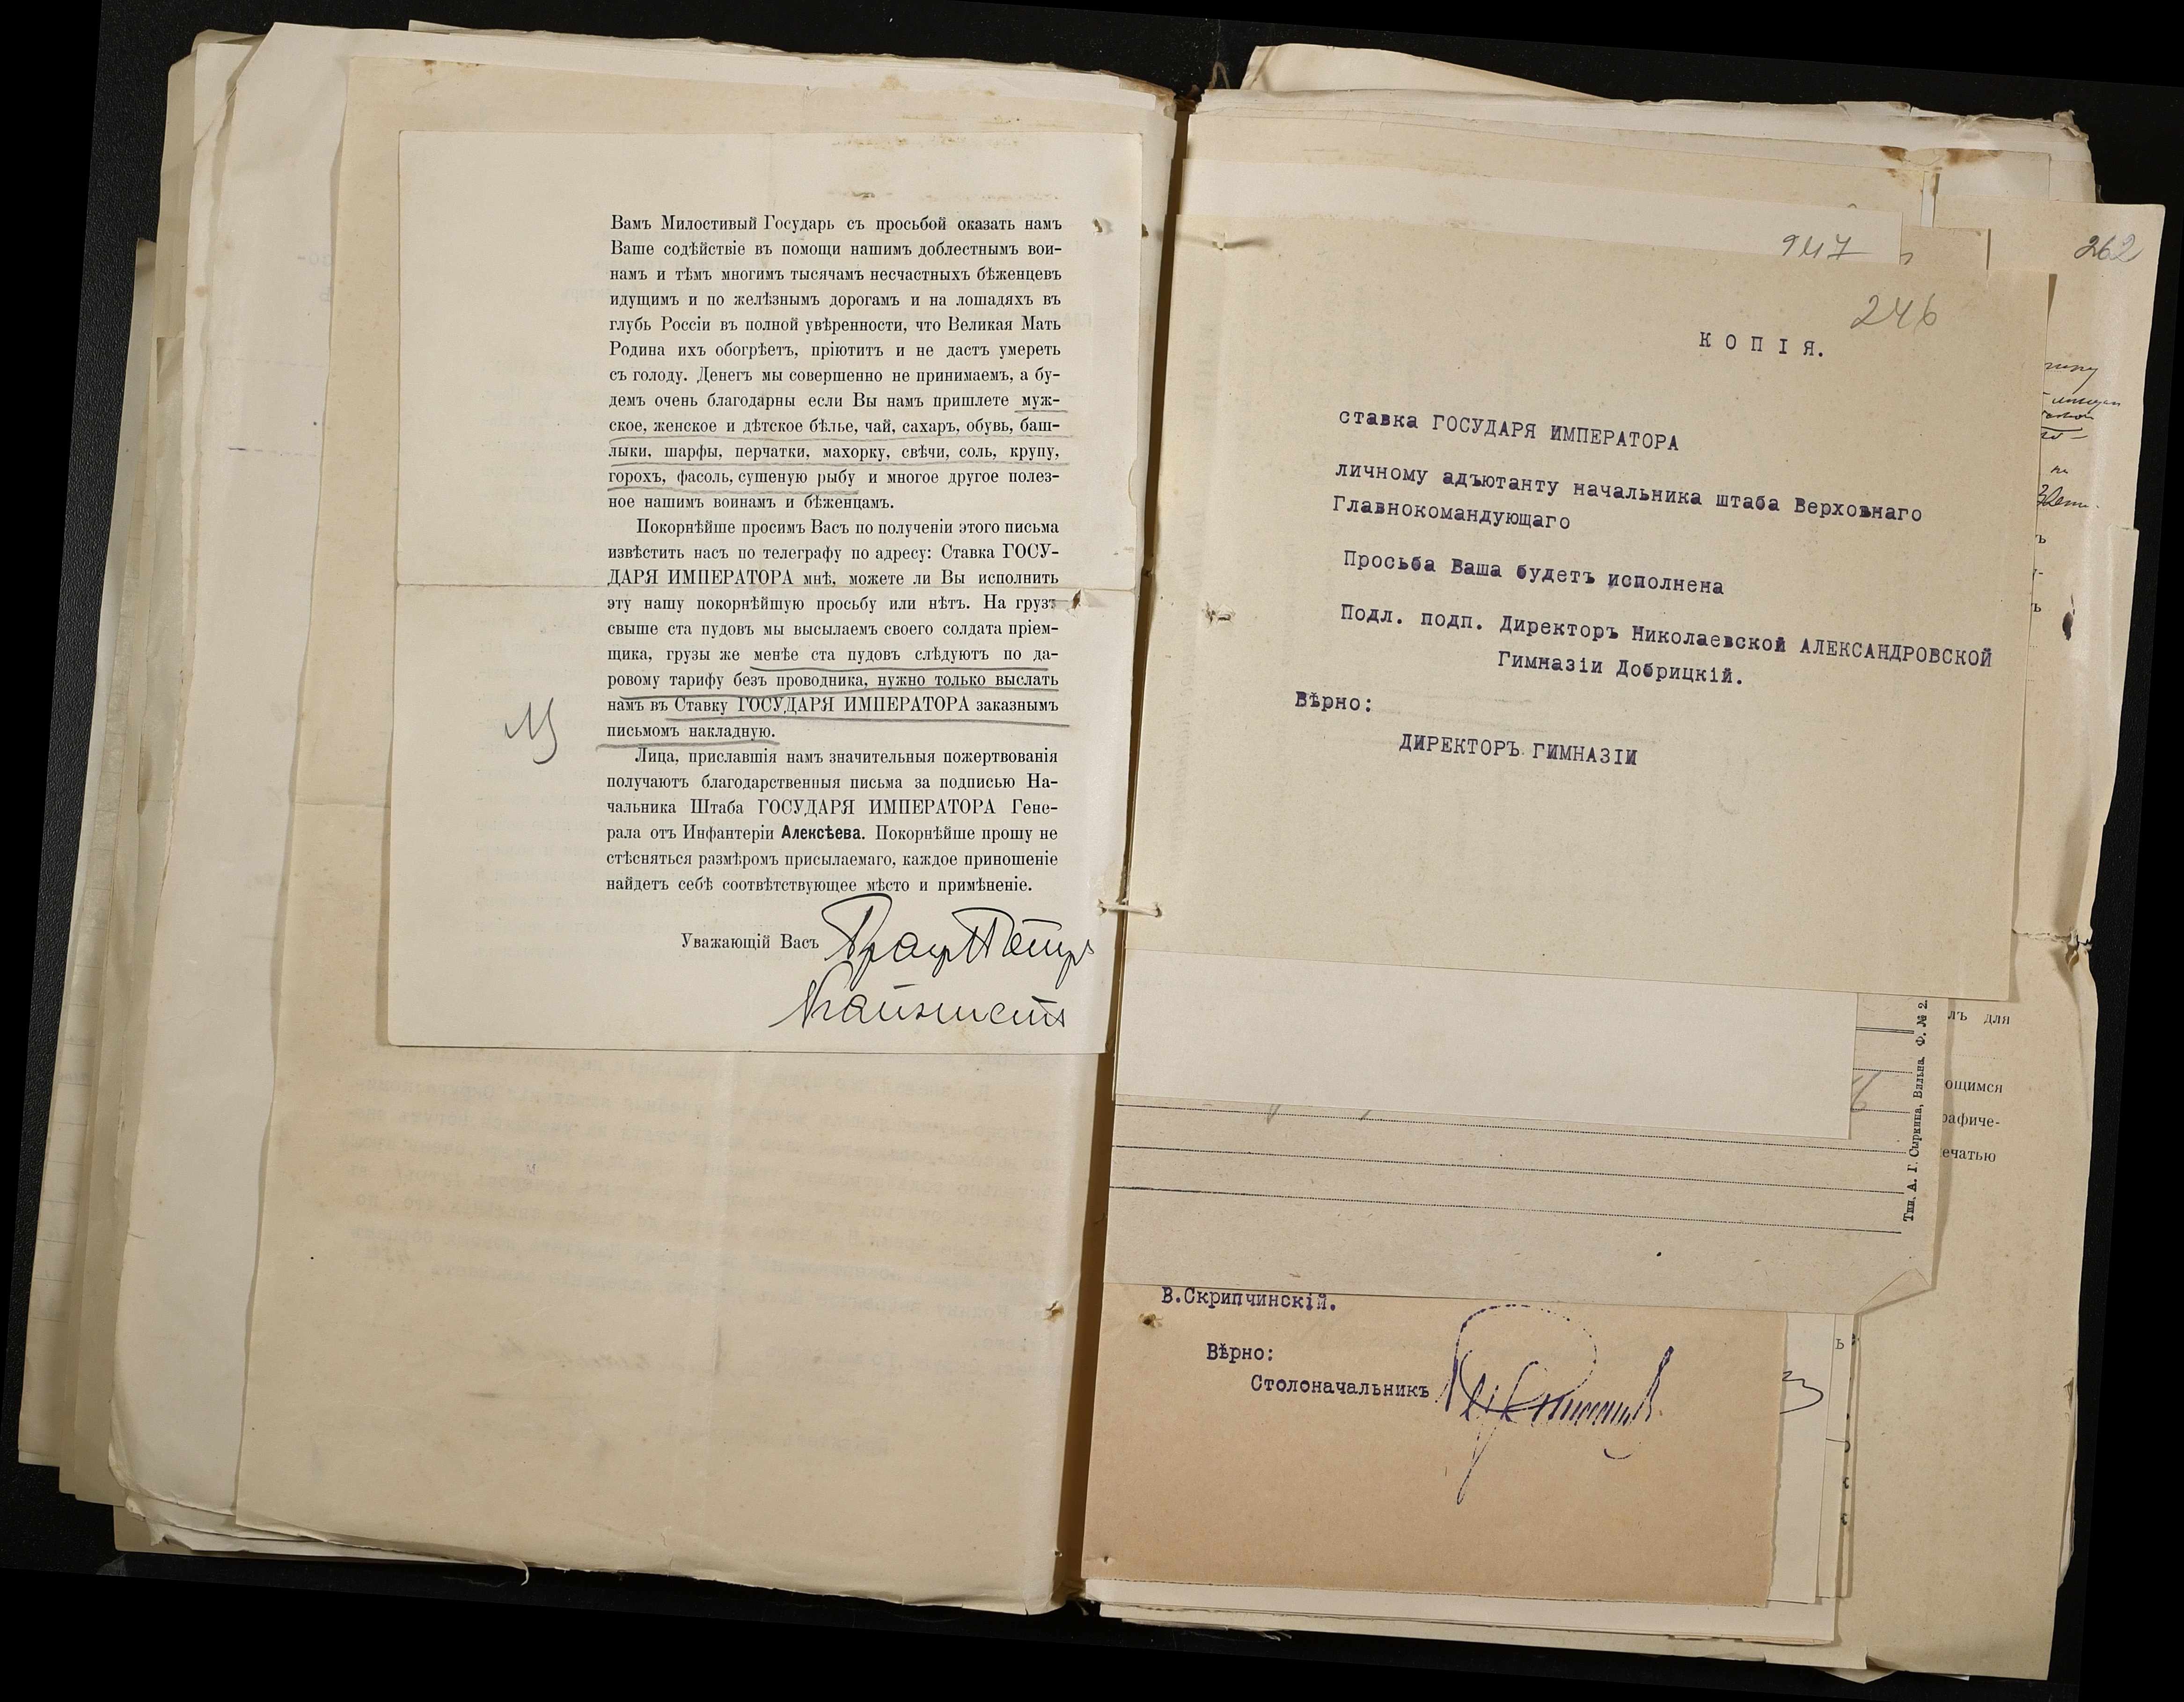 Вамъ Милостивый Государь съ просьбой оказать намъ
Ваше содѣйствіе въ помощи нашимъ доблестнымъ вои-
намъ и тѣмъ многимъ тысячамъ несчастныхъ бѣженцевъ
идущимъ и по желѣзнымъ дорогамъ и на лошадяхъ въ
глубь Россіи въ полной увѣренности, что Великая Мать
Родина ихъ обогрѣетъ, пріютитъ и не дастъ умереть
съ голоду. Денегъ мы совершенно не принимаемъ, а бу-
демъ очень благодарны если Вы намъ пришлете муж-
ское, женское и дѣтское бѣлье, чай, сахаръ, обувь, баш-
лыки, шарфы, перчатки, махорку, свѣчи, соль, крупу,
горохъ, фасоль, сушеную рыбу и многое другое полез-
ное нашимъ воинамъ и бѣженцамъ.
Покорнѣйше просимъ Васъ по полученіи этого письма
извѣстить насъ по телеграфу по адресу: Ставка ГОСУ-
ДАРЯ ИМПЕРАТОРА мнѣ, можете ли Вы исполнить
эту нашу покорнѣйшую просьбу или нѣтъ. На грузъ
свыше ста пудовъ мы высылаемъ своего солдата пріем-
щика, грузы же менѣе ста пудовъ слѣдуютъ по да-
ровому тарифу безъ проводника, нужно только выслать
намъ въ Ставку ГОСУДАРЯ ИМПЕРАТОРА заказнымъ
письмомъ накладную.
Лица, приславшія намъ значительныя пожертвованія
получаютъ благодарственныя письма за подписью На-
чальника Штаба ГОСУДАРЯ ИМПЕРАТОРА Гене-
рала отъ Инфантеріи Алексѣева. Покорнѣйше прошу не
стѣсняться размѣромъ присылаемаго, каждое приношеніе
найдетъ себѣ соотвѣтствующее мѣсто и примѣненіе.
Уважающій Васъ
947
262
246
КОПІЯ.
ставка ГОСУДАРЯ ИМПЕРАТОРА
личному адъютанту начальника штаба Верховнаго
Главнокомандующаго
Просьба Ваша будетъ исполнена
Подл. подп. Директоръ Николаевской АЛЕКСАНДРОВСКОЙ
Гимназіи Добрицкій.
Вѣрно:
ДИРЕКТОРЪ ГИМНАЗІИ
лъ для
ющимся
рафиче-
ечатью
Тип. А. Г. Сыркина, Вильна. Ф. № 2.
В.Скрипчинскій.
Вѣрно:
Столоначальникъ